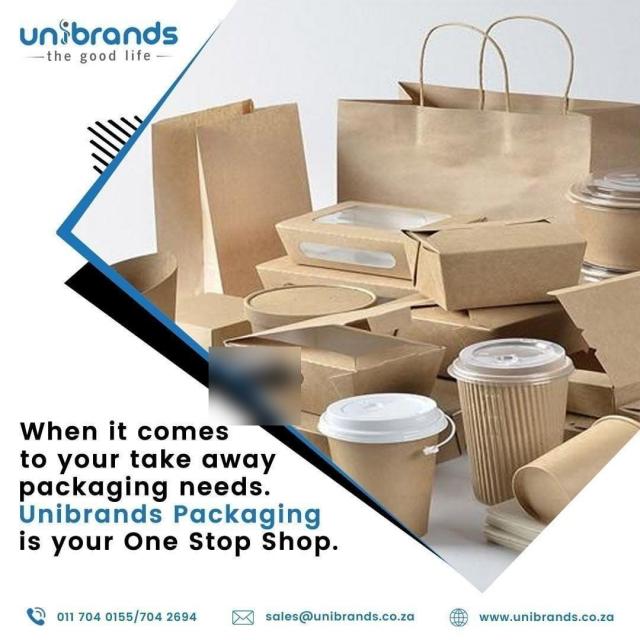 unibrands
the good life
When it comes
to your take away
packaging needs.
Unibrands Packaging
is your One Stop Shop.
011 704 0155/704 2694
sales@unibrands.co.za
www.unibrands.co.za